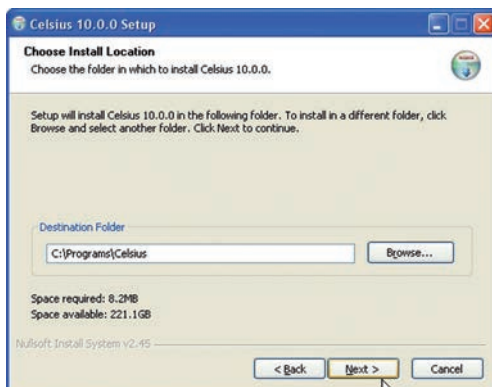 Celsius 10.0.0 Setup
Choose Install Location
Choose the folder in which to install Celsius 10.0.0.
Setup will install Celsius 10.0.0 in the following folder. To install in a different folder, click
Browse and select another folder. Click Next to continue.
Destination Folder
C:\Programs\Celsius
Browse...
Space required: 8.2MB
Space available: 221.1GB
Nullsoft Install System v2.45
< Back
Next >
Cancel